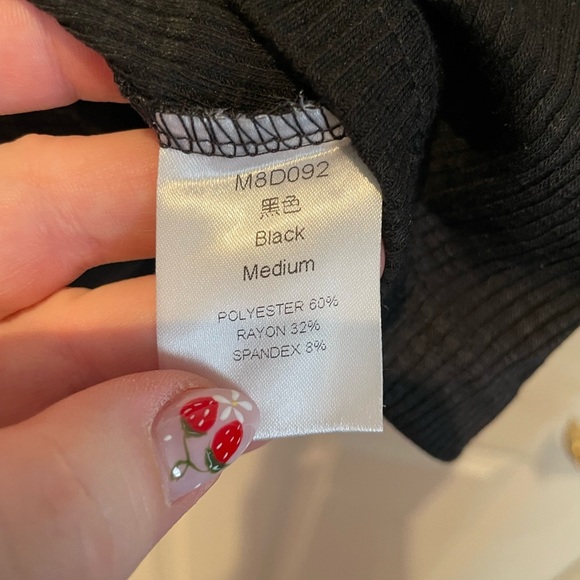 M8D092
黑色
Black
Medium
POLYESTER 60%
RAYON 32%
SPANDEX 8%